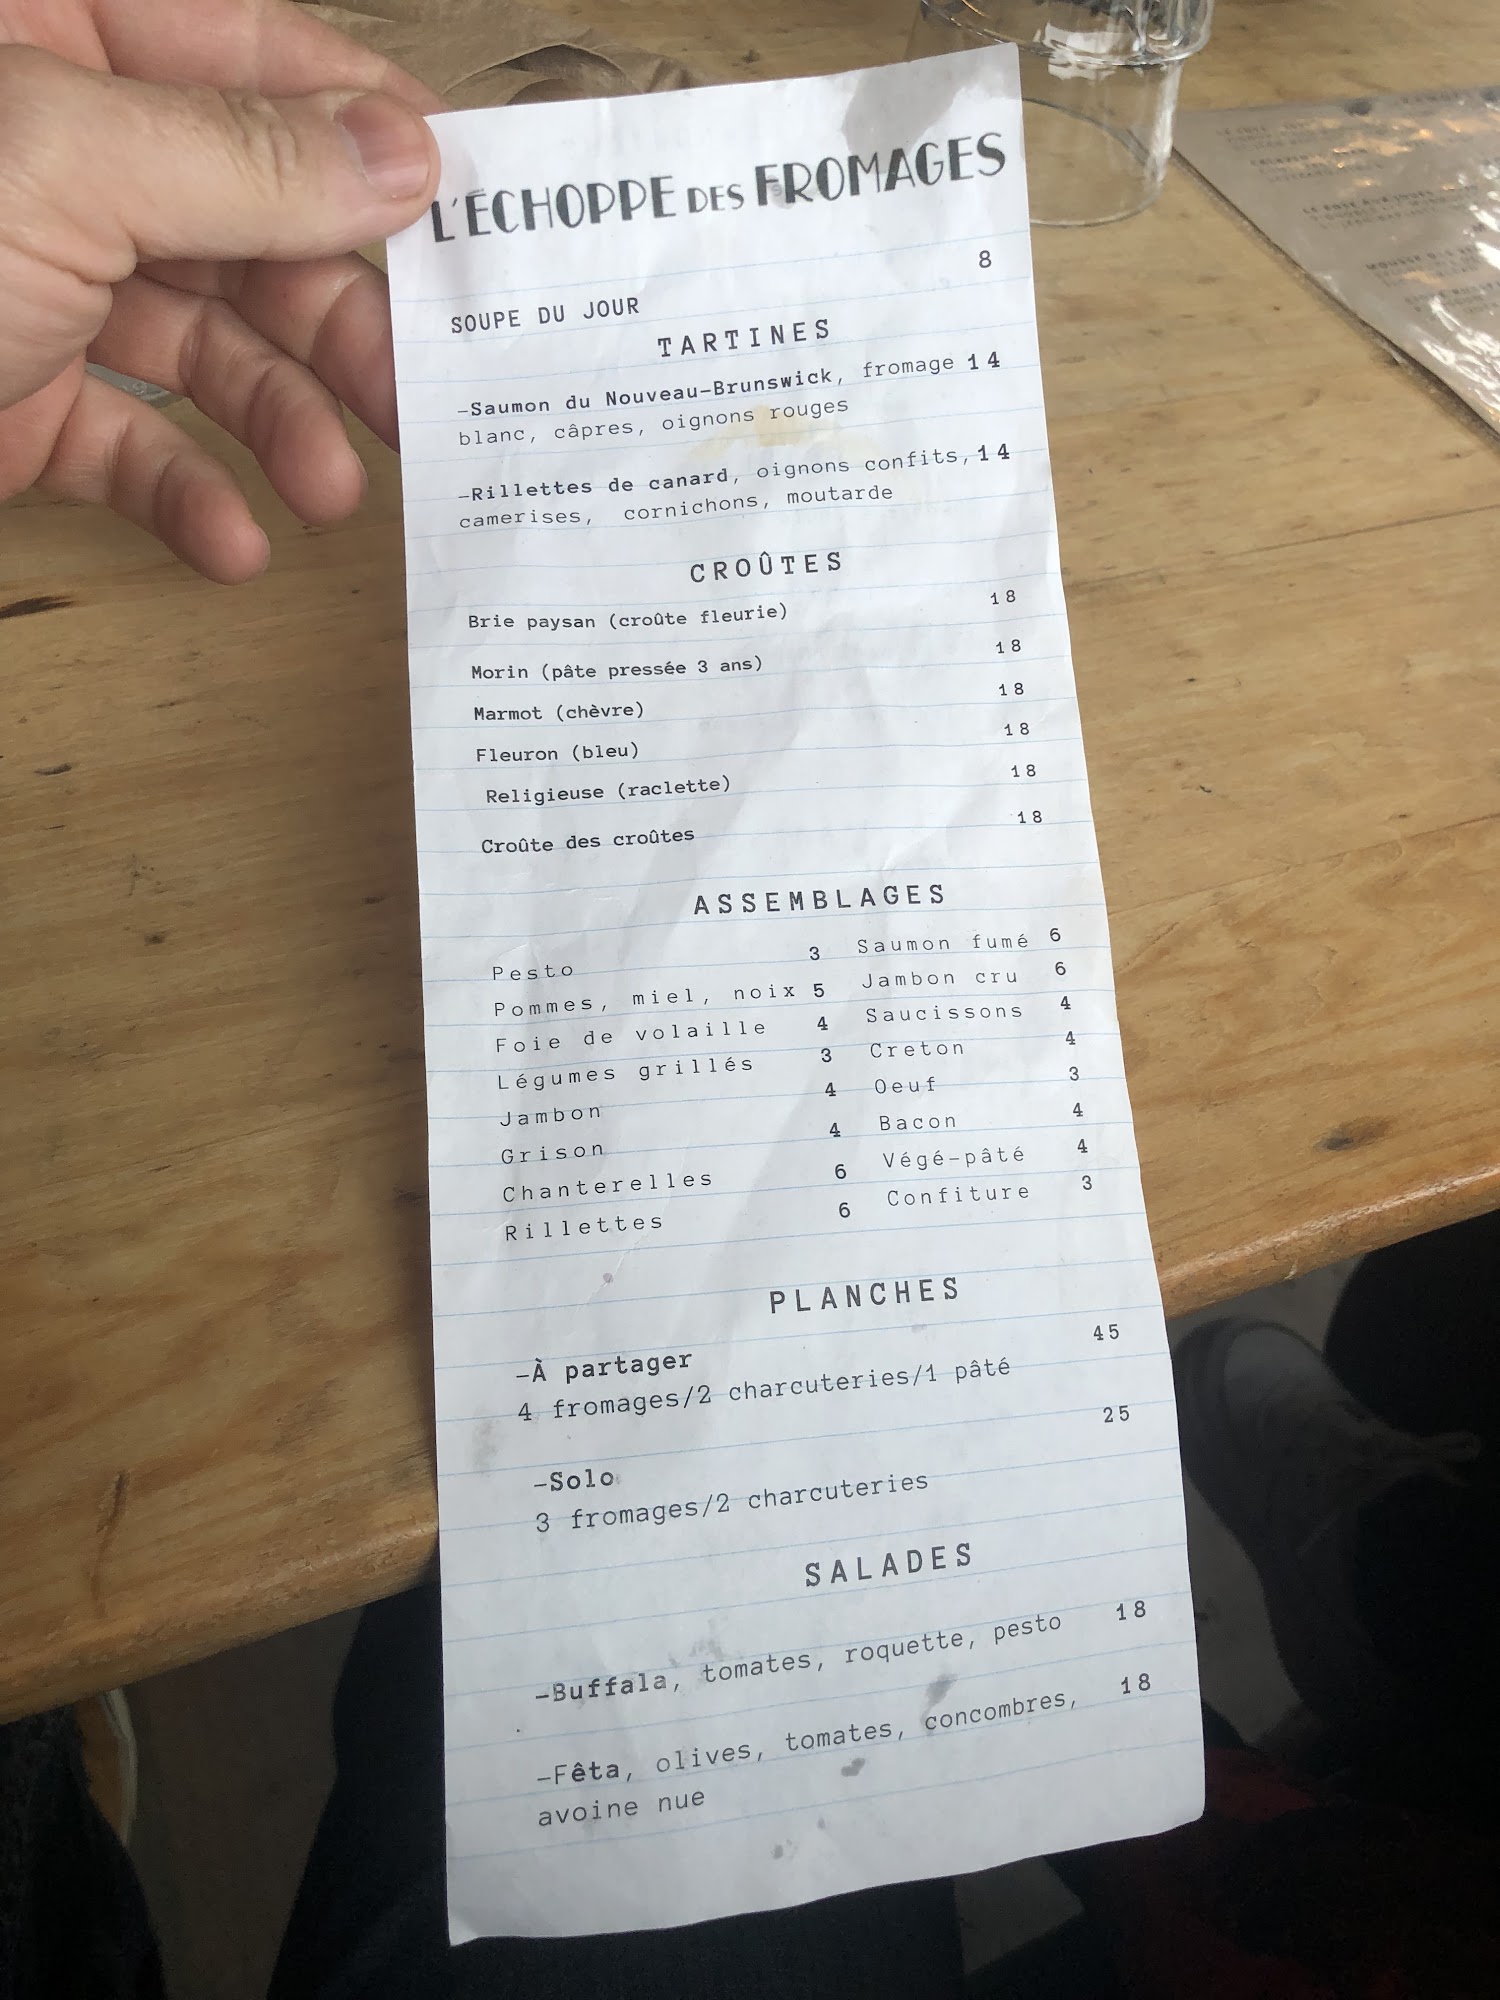 L'ÉCHOPPE DES FROMAGES
SOUPE DU JOUR 8
TARTINES
-Saumon du Nouveau-Brunswick, fromage 14
blanc, câpres, oignons rouges
-Rillettes de canard, oignons confits, 14
camerises, cornichons, moutarde
CROÛTES
Brie paysan (croûte fleurie) 18
Morin (pâte pressée 3 ans) 18
Marmot (chèvre) 18
Fleuron (bleu) 18
Religieuse (raclette) 18
Croûte des croûtes 18
ASSEMBLAGES
Pesto 3 Saumon fumé 6
Pommes, miel, noix 5 Jambon cru 6
Foie de volaille 4 Saucissons 4
Légumes grillés 3 Creton 4
Jambon 4 Oeuf 3
Grison 4 Bacon 4
Chanterelles 6 Végé-pâté 4
Rillettes 6 Confiture 3
PLANCHES
-À partager 45
4 fromages/2 charcuteries/1 pâté
-Solo 25
3 fromages/2 charcuteries
SALADES
-Buffala, tomates, roquette, pesto 18
-Fêta, olives, tomates, concombres, 18
avoine nue